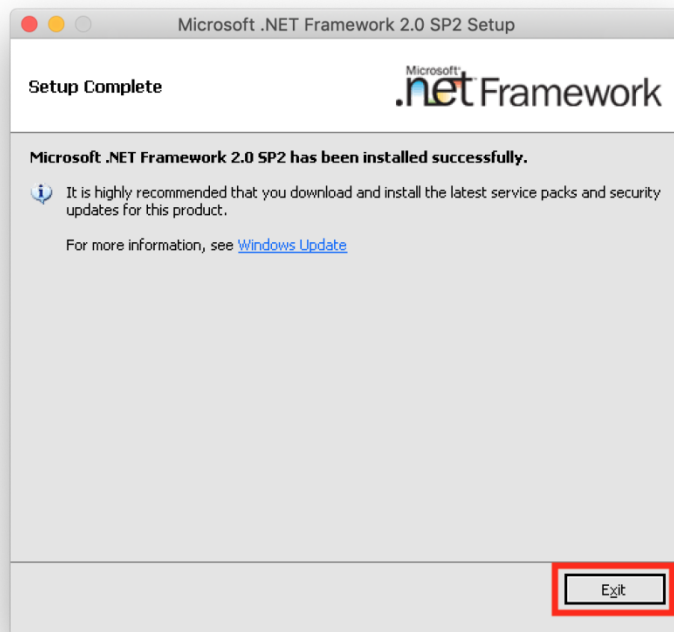 Microsoft .NET Framework 2.0 SP2 Setup
Setup Complete
Microsoft®
.net Framework
Microsoft .NET Framework 2.0 SP2 has been installed successfully.
It is highly recommended that you download and install the latest service packs and security
updates for this product.
For more information, see Windows Update
Exit